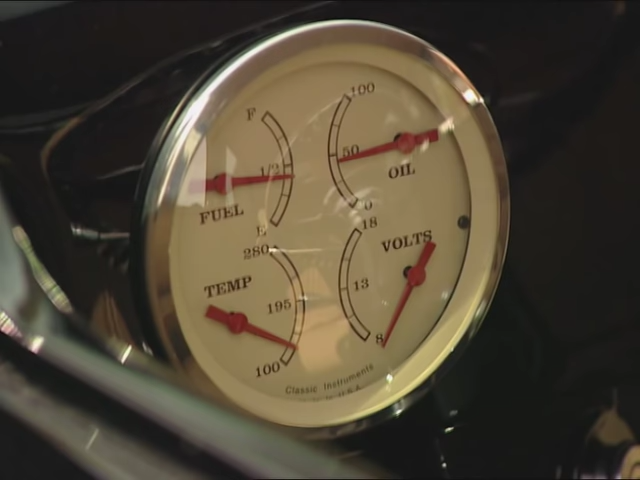 F
1/2
FUEL
E
100
50
OIL
0
280
TEMP
195
100
18
VOLTS
13
8
Classic Instruments
U.S.A.